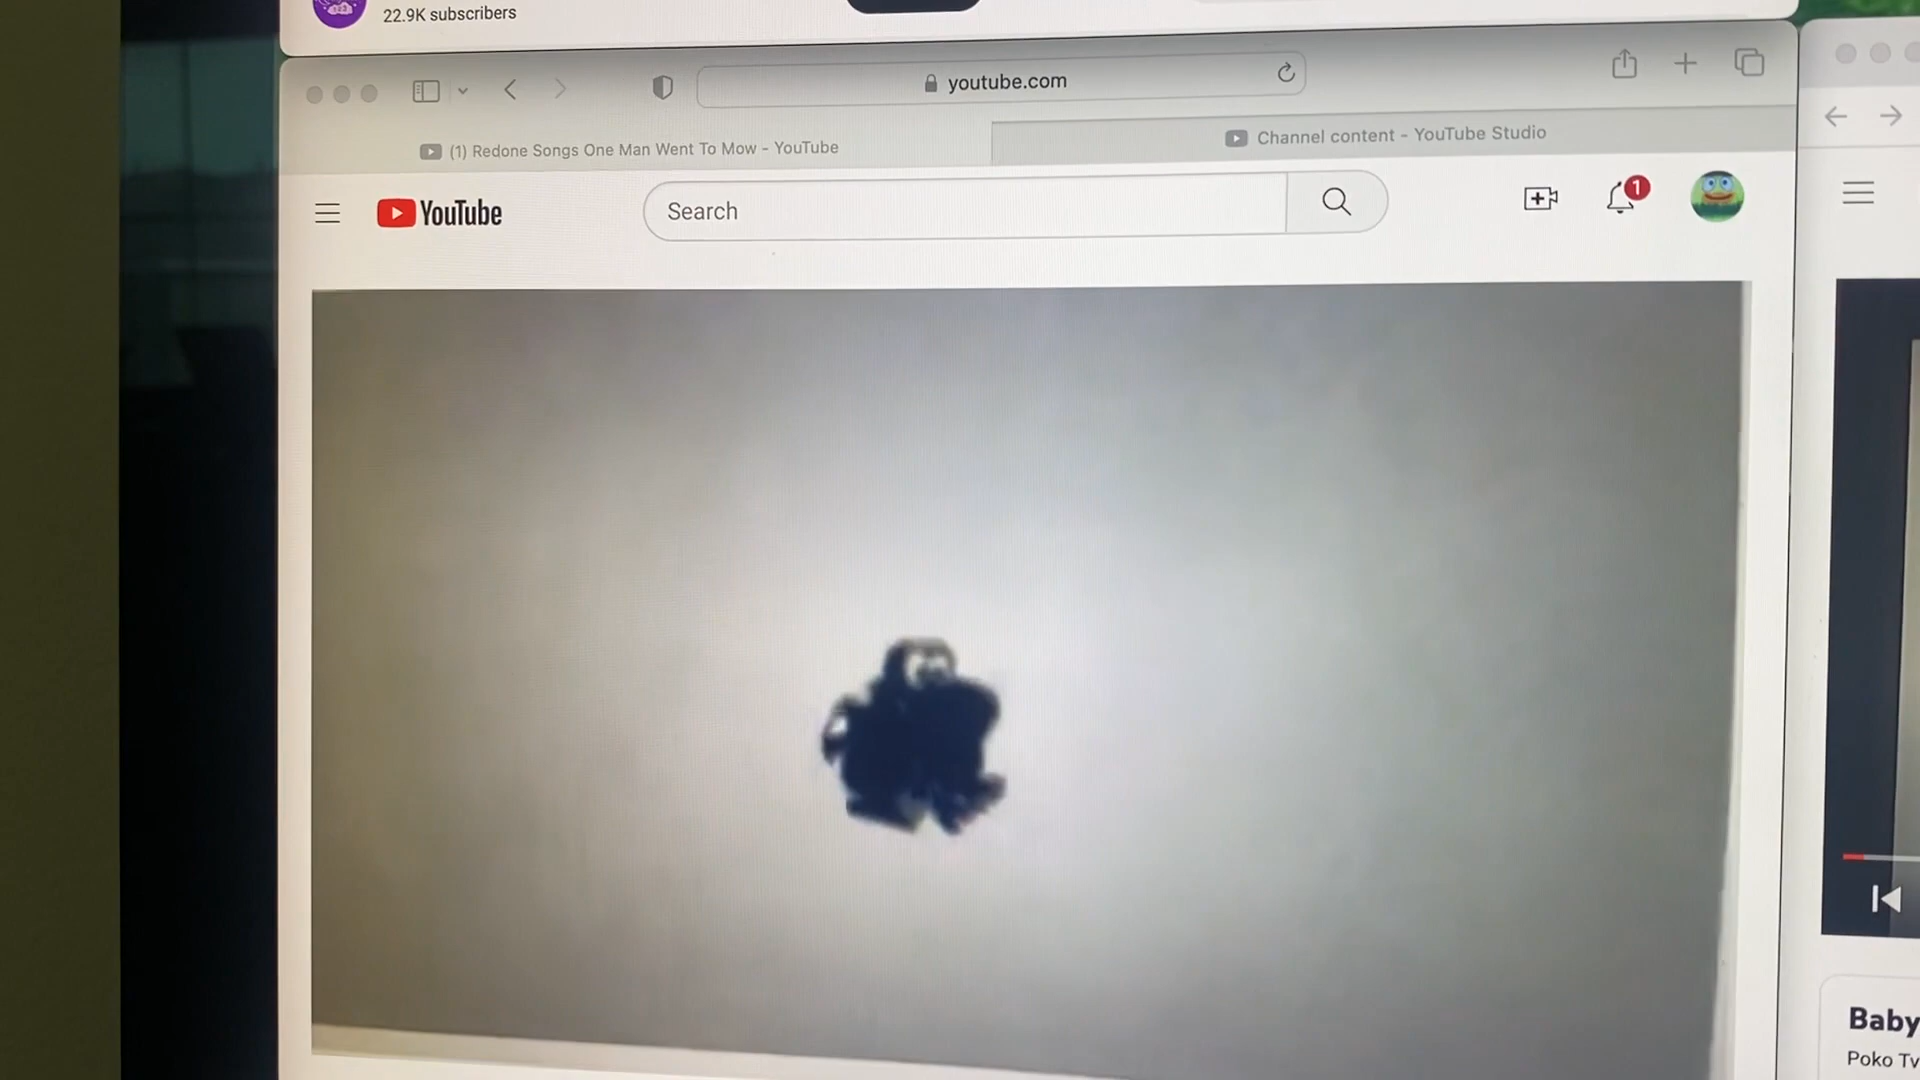 22.9K subscribers
youtube.com
(1) Redone Songs One Man Went To Mow - YouTube
Channel content - YouTube Studio
YouTube
Search
1
Baby
Poko Tv